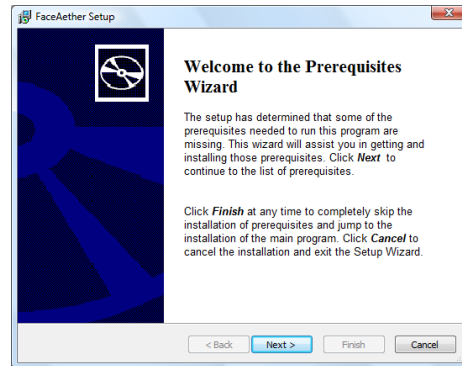 FaceAether Setup
Welcome to the Prerequisites
Wizard
The setup has determined that some of the
prerequisites needed to run this program are
missing. This wizard will assist you in getting and
installing those prerequisites. Click Next to
continue to the list of prerequisites.
Click Finish at any time to completely skip the
installation of prerequisites and jump to the
installation of the main program. Click Cancel to
cancel the installation and exit the Setup Wizard.
< Back
Next >
Finish
Cancel